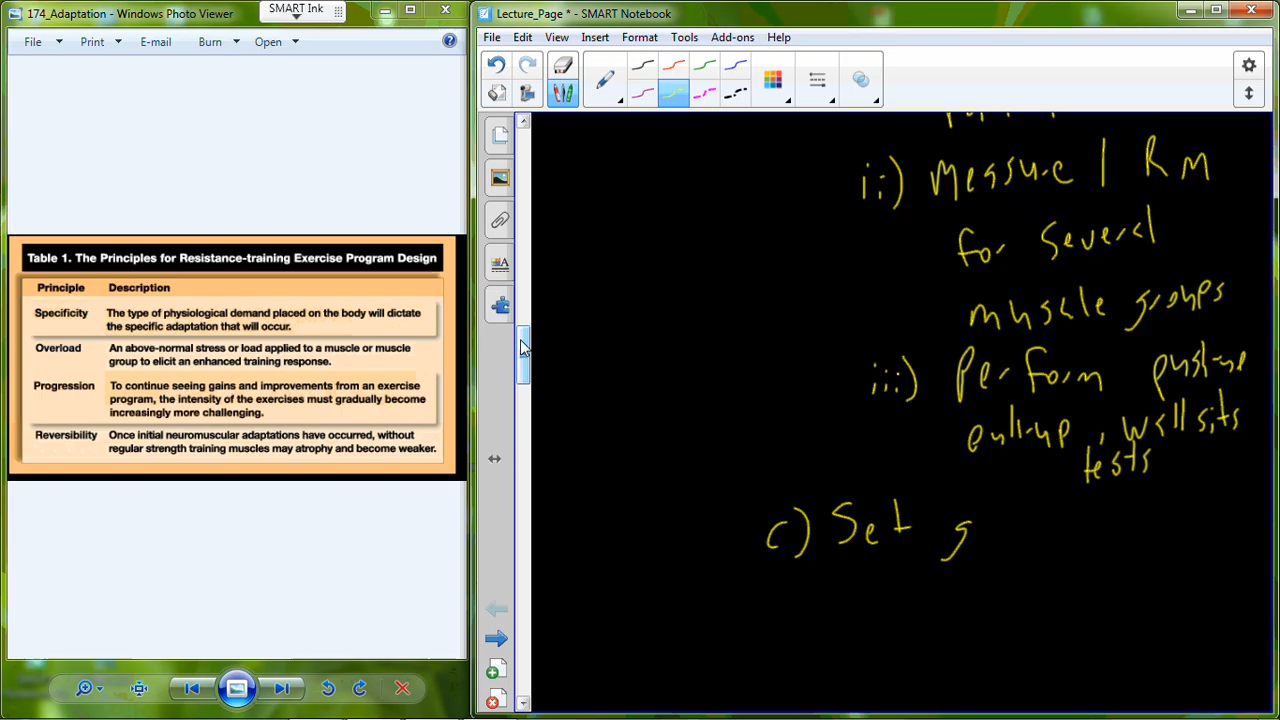 174_Adaptation - Windows Photo Viewer
SMART Ink
File Print E-mail Burn Open
Table 1. The Principles for Resistance-training Exercise Program Design
Principle Description
Specificity The type of physiological demand placed on the body will dictate
the specific adaptation that will occur.
Overload An above-normal stress or load applied to a muscle or muscle
group to elicit an enhanced training response.
Progression To continue seeing gains and improvements from an exercise
program, the intensity of the exercises must gradually become
increasingly more challenging.
Reversibility Once initial neuromuscular adaptations have occurred, without
regular strength training muscles may atrophy and become weaker.
Lecture_Page * - SMART Notebook
File Edit View Insert Format Tools Add-ons Help
ii) Measure 1 RM
for several
muscle groups
iii) Perform push-up
pull-up, wall sits
tests
c) Set g